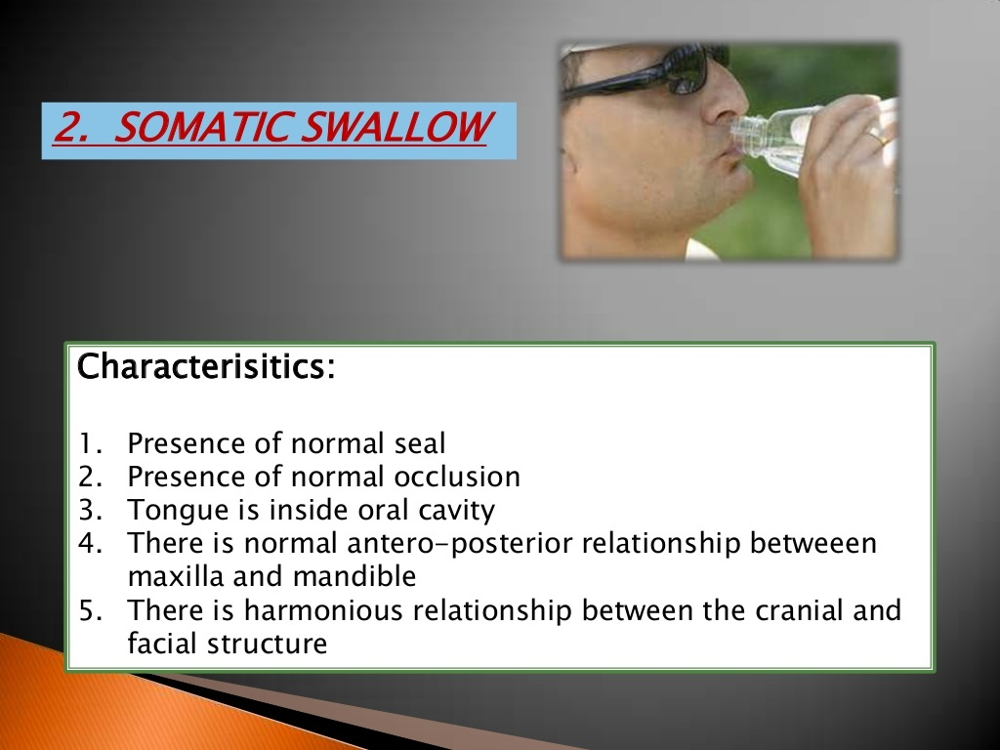 2. SOMATIC SWALLOW
Characterisitics:
1. Presence of normal seal
2. Presence of normal occlusion
3. Tongue is inside oral cavity
4. There is normal antero-posterior relationship betweeen
maxilla and mandible
5. There is harmonious relationship between the cranial and
facial structure